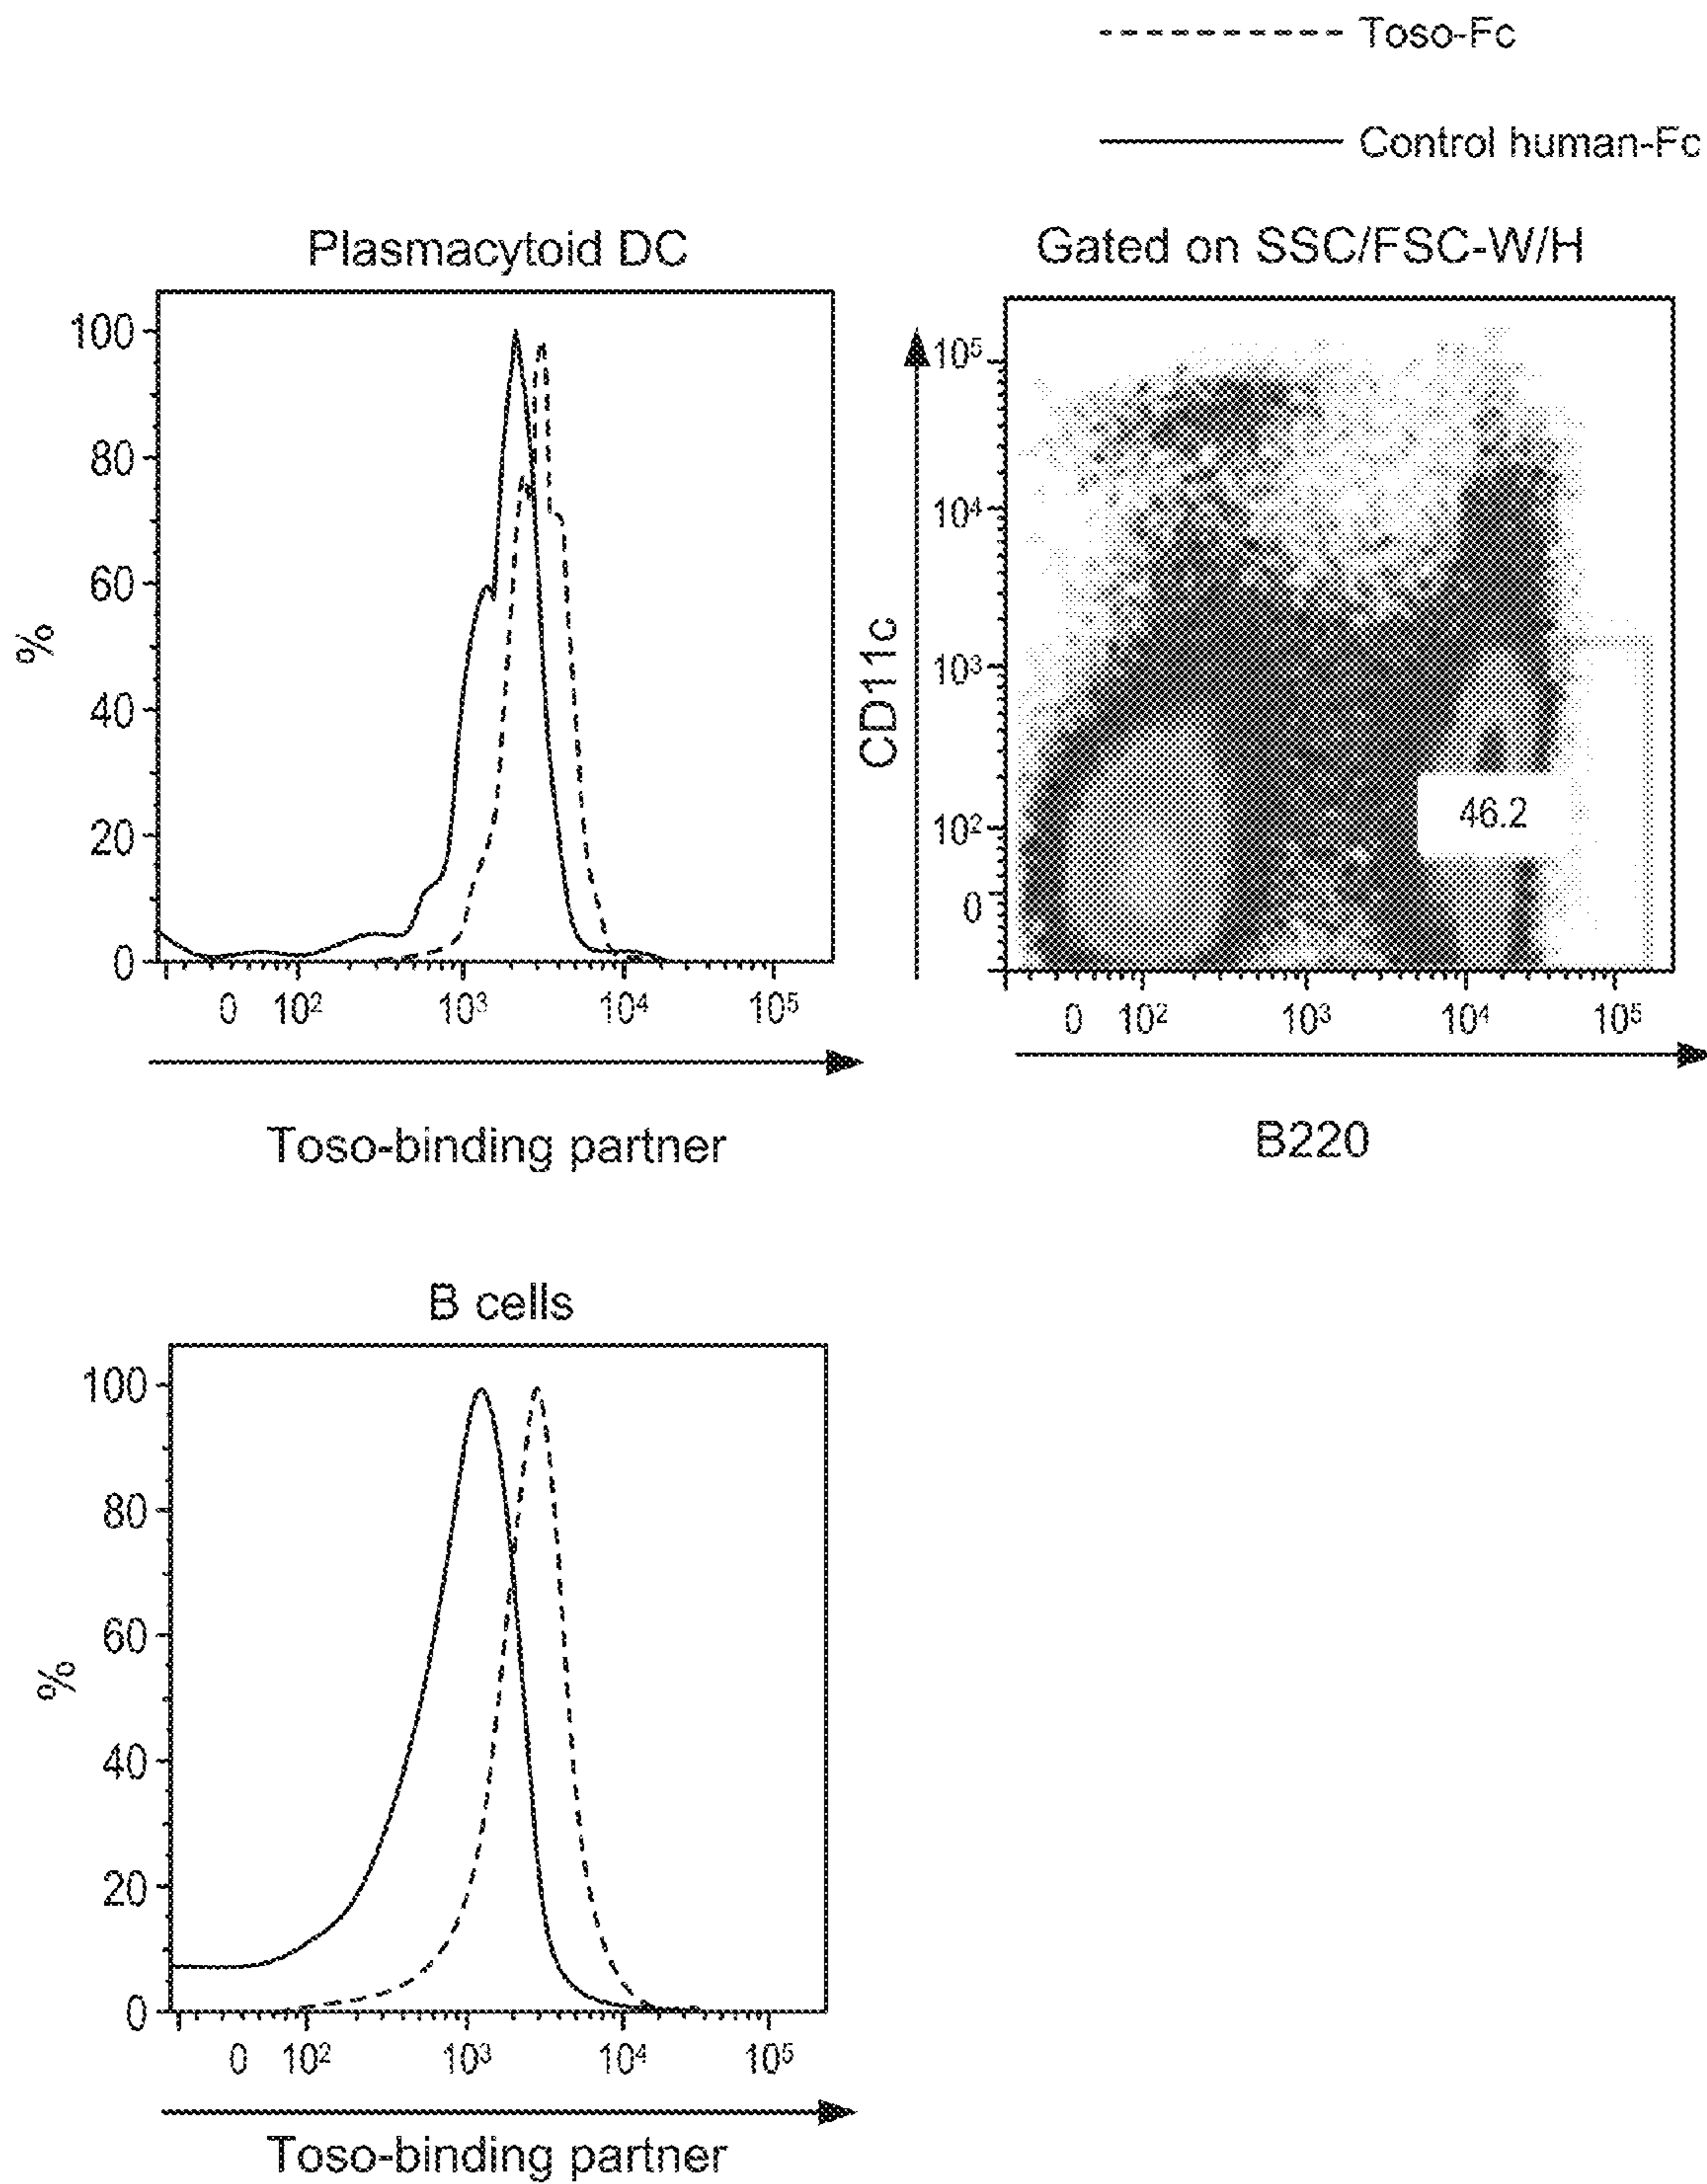 Toso-Fc
Control human-Fc
Plasmacytoid DC
100
80
60
40
20
0
%
0 10² 10³ 10⁴ 10⁵
Toso-binding partner
Gated on SSC/FSC-W/H
CD11c
10⁵
10⁴
10³
10²
0
46.2
0 10² 10³ 10⁴ 10⁵
B220
B cells
100
80
60
40
20
0
%
0 10² 10³ 10⁴ 10⁵
Toso-binding partner